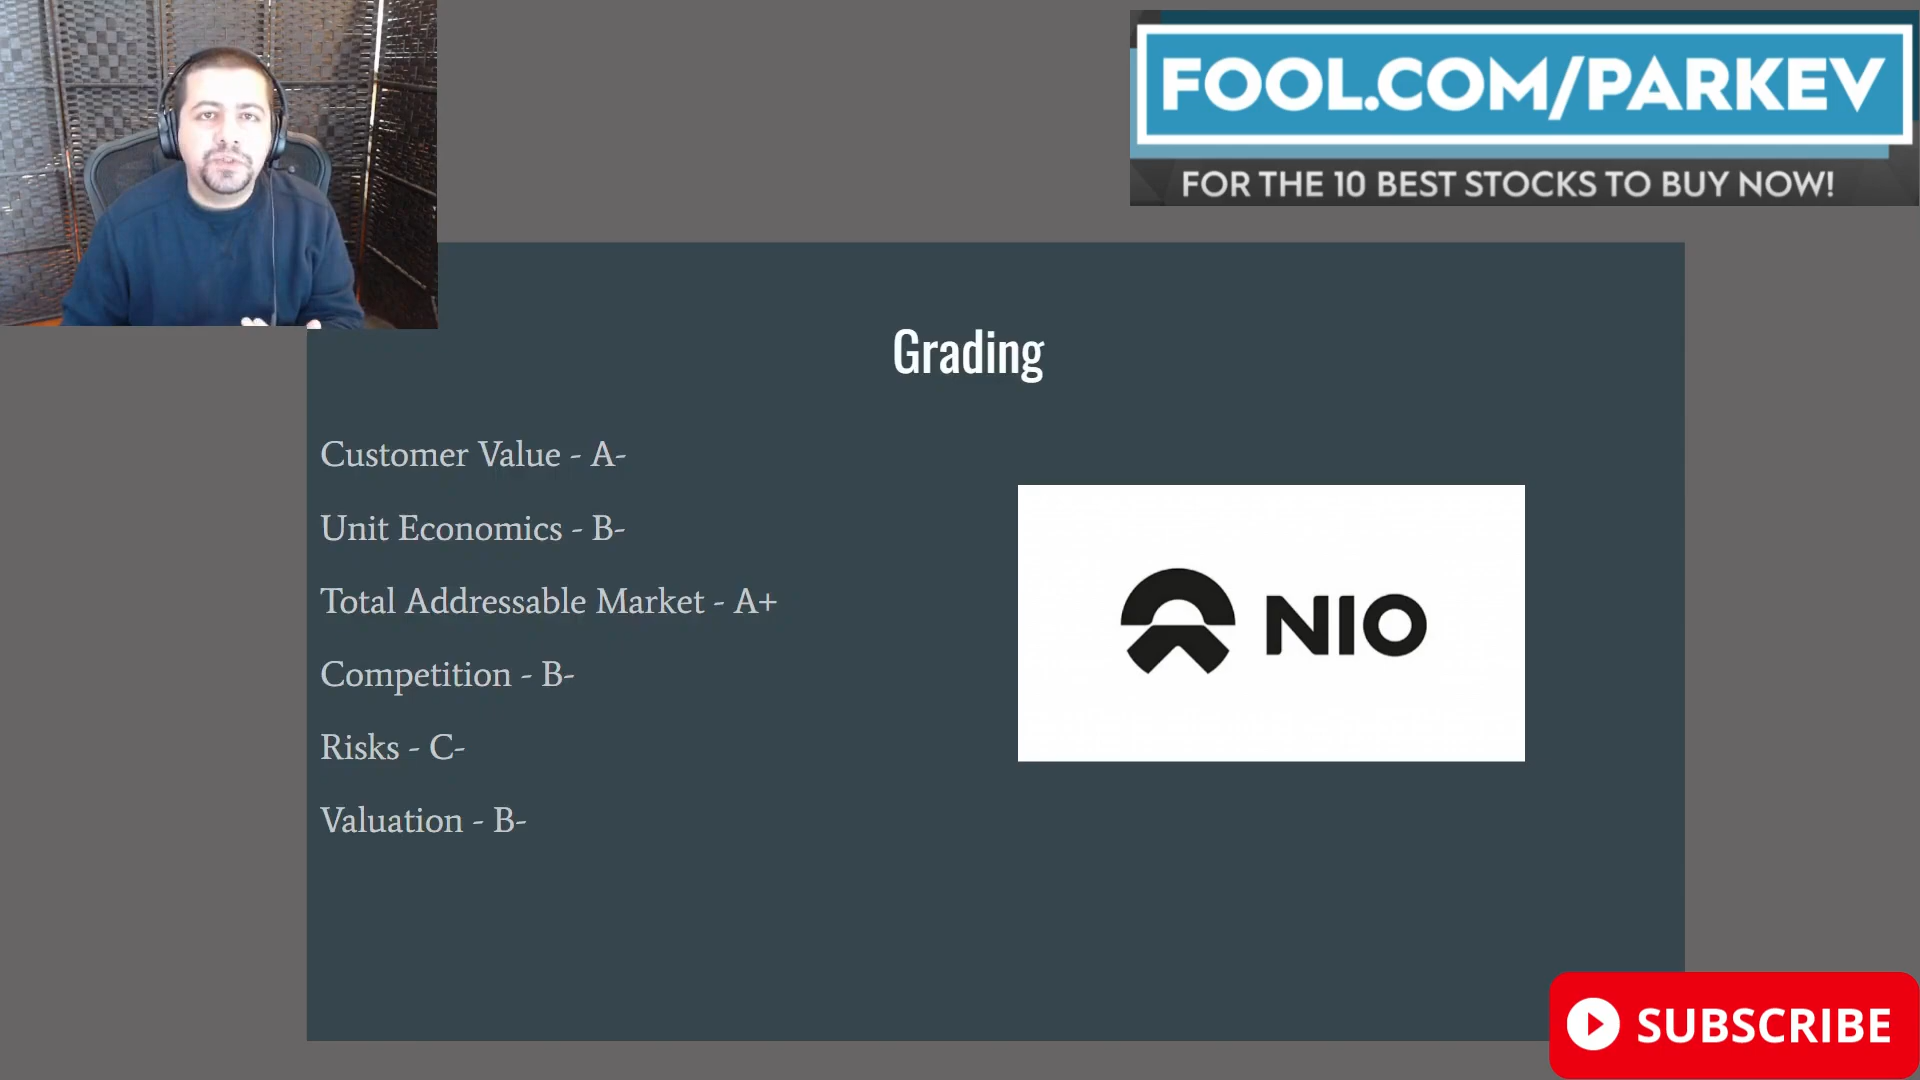 FOOL.COM/PARKEV
FOR THE 10 BEST STOCKS TO BUY NOW!
Grading
Customer Value - A-
Unit Economics - B-
Total Addressable Market - A+
Competition - B-
Risks - C-
Valuation - B-
NIO
SUBSCRIBE